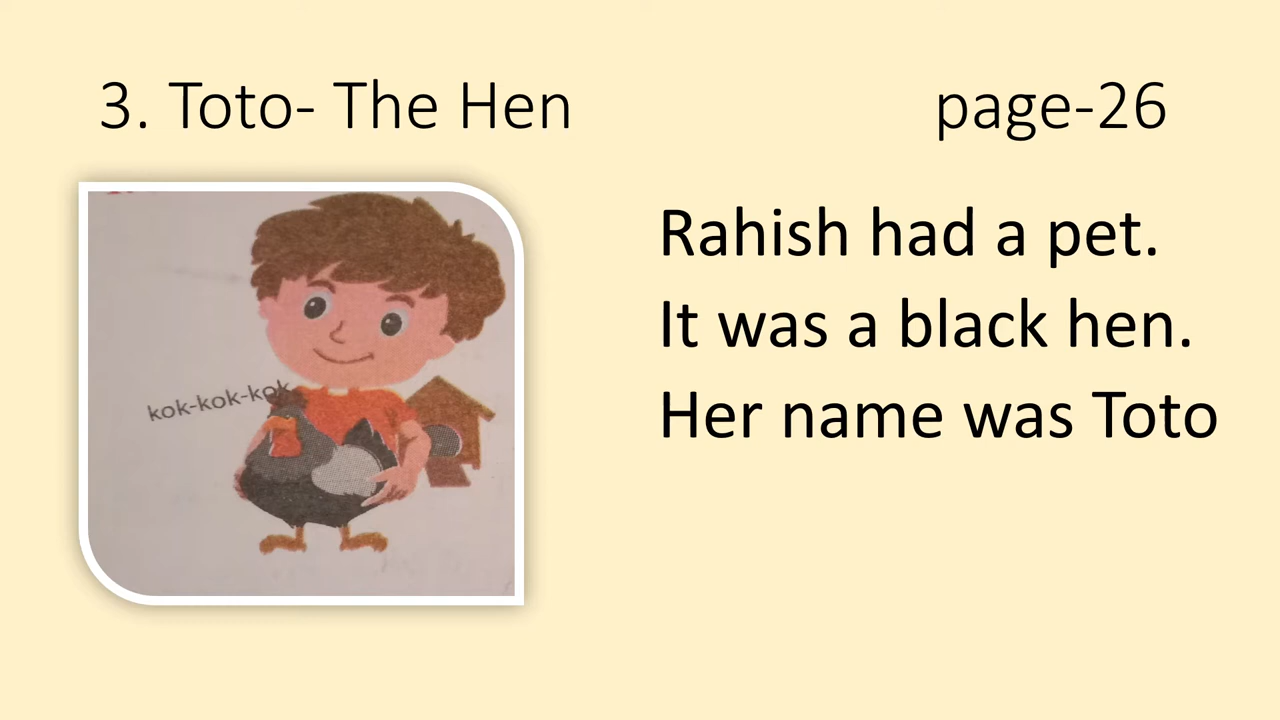 3. Toto- The Hen page-26
Rahish had a pet.
It was a black hen.
Her name was Toto
kok-kok-kok